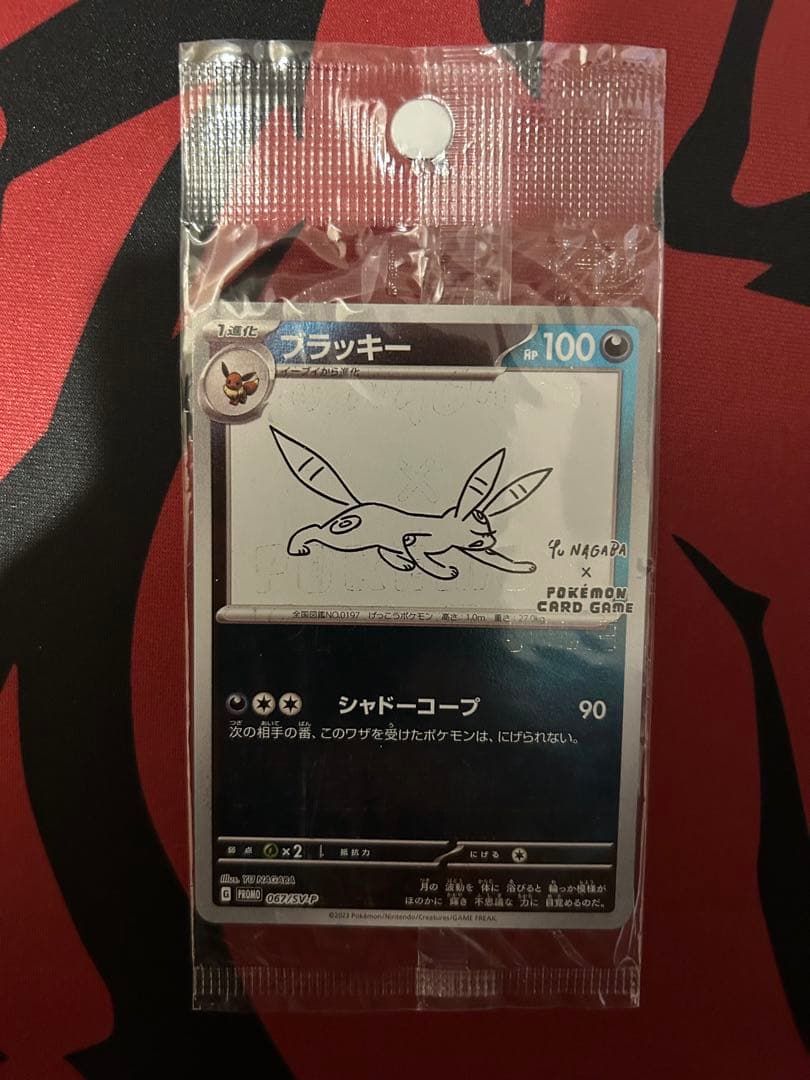 1進化
ブラッキー
HP 100
イーブイから進化
YU NAGABA
×
POKÉMON
CARD GAME
全国図鑑NO.0197 げっこうポケモン 高さ:1.0m 重さ:27.0kg
シャドーコープ 90
次の相手の番、このワザを受けたポケモンは、にげられない。
弱点 ×2 抵抗力 にげる
Illus. YU NAGABA
G PROMO 067/SV-P
月の波動を体に浴びると輪っか模様が
ほのかに輝き不思議な力に目覚めるのだ。
©2023 Pokémon/Nintendo/Creatures/GAME FREAK.